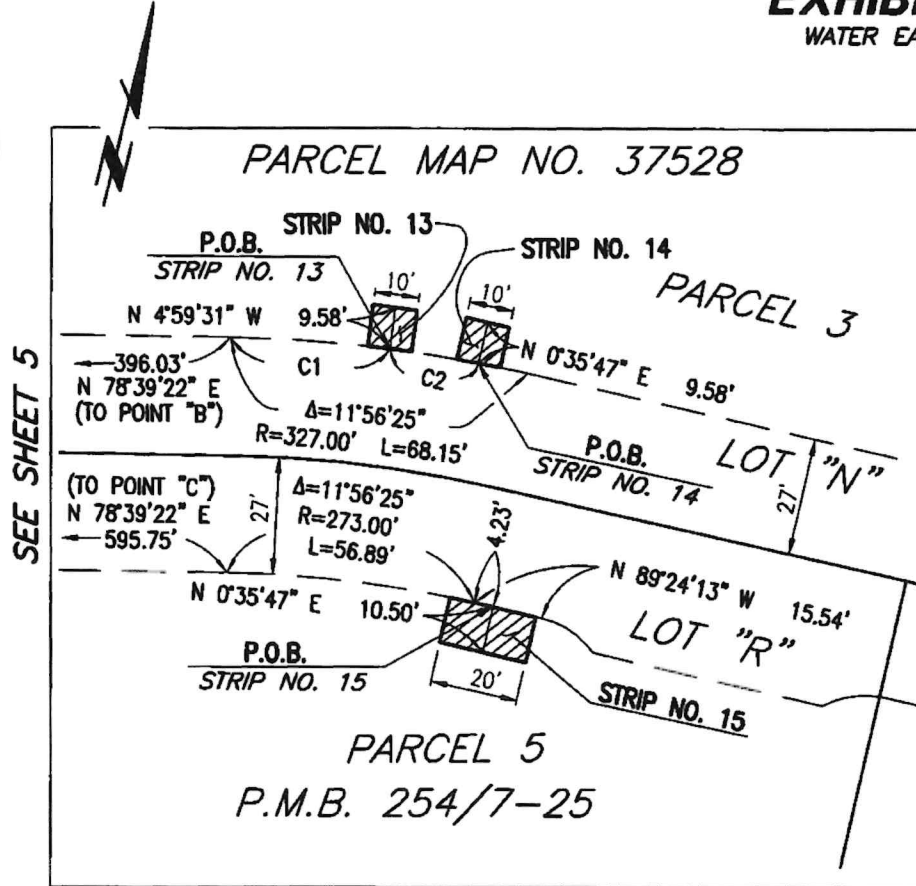 EXHIBI
WATER EA
N
PARCEL MAP NO. 37528
STRIP NO. 13
P.O.B.
STRIP NO. 13
STRIP NO. 14
10'
10'
PARCEL 3
N 4°59'31" W 9.58'
N 0°35'47" E 9.58'
396.03'
N 78°39'22" E
(TO POINT "B")
C1
C2
Δ=11°56'25"
R=327.00' L=68.15'
P.O.B.
STRIP NO. 14
LOT "N"
27'
SEE SHEET 5
(TO POINT "C")
N 78°39'22" E
595.75'
27'
Δ=11°56'25"
R=273.00'
L=56.89'
4.23'
N 89°24'13" W 15.54'
N 0°35'47" E 10.50'
LOT "R"
P.O.B.
STRIP NO. 15
20'
STRIP NO. 15
PARCEL 5
P.M.B. 254/7-25